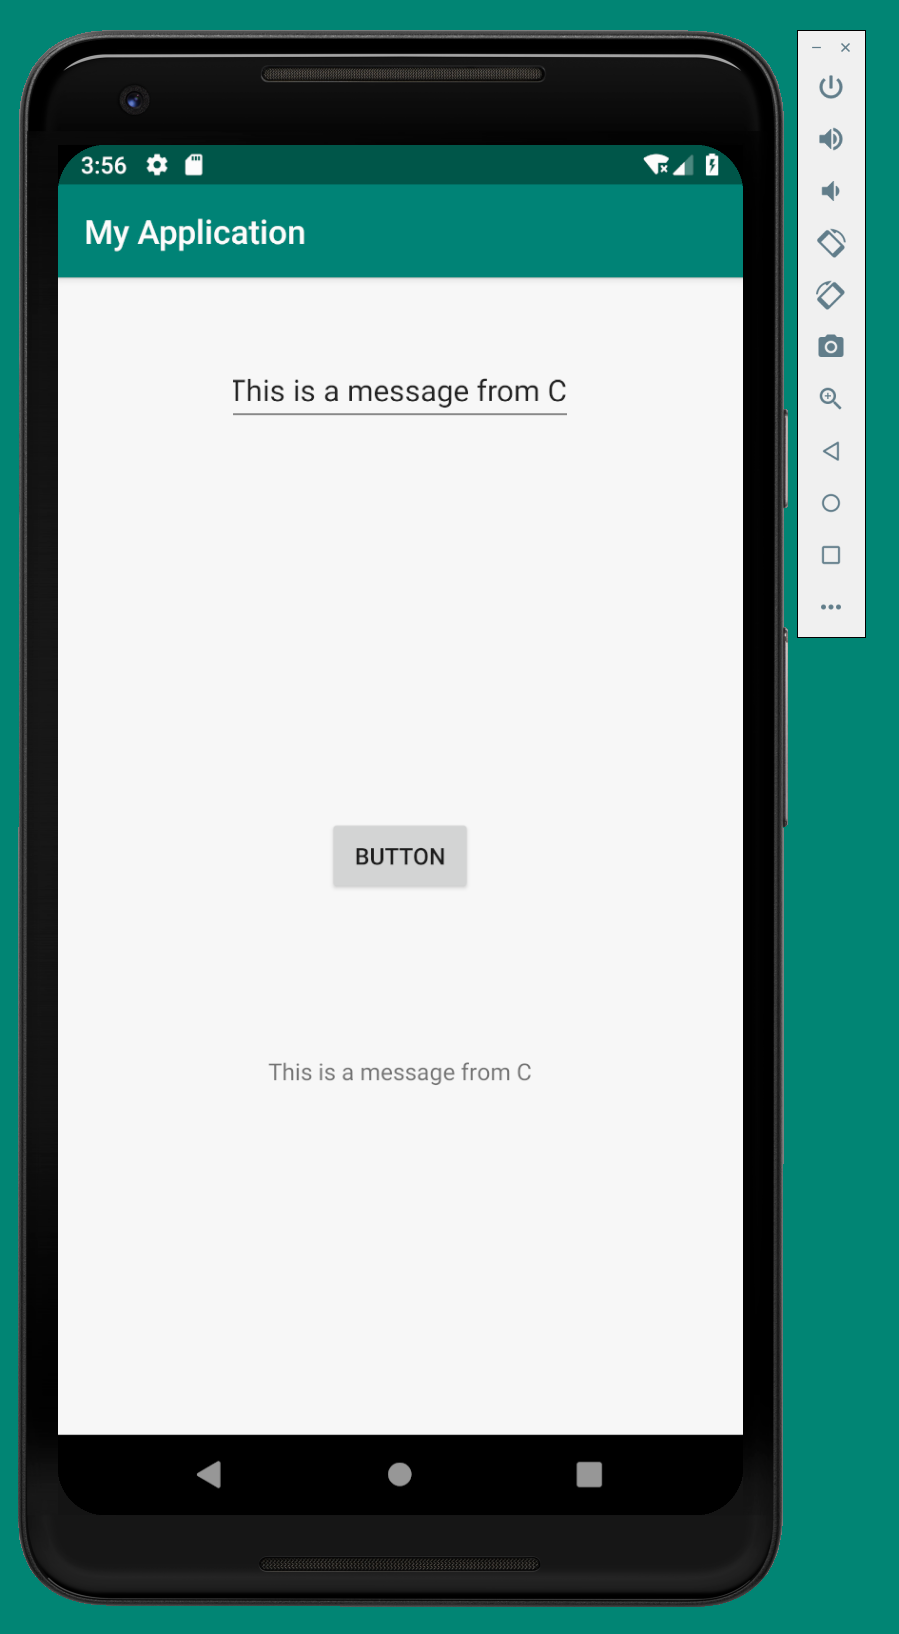 3:56
My Application
This is a message from C
BUTTON
This is a message from C